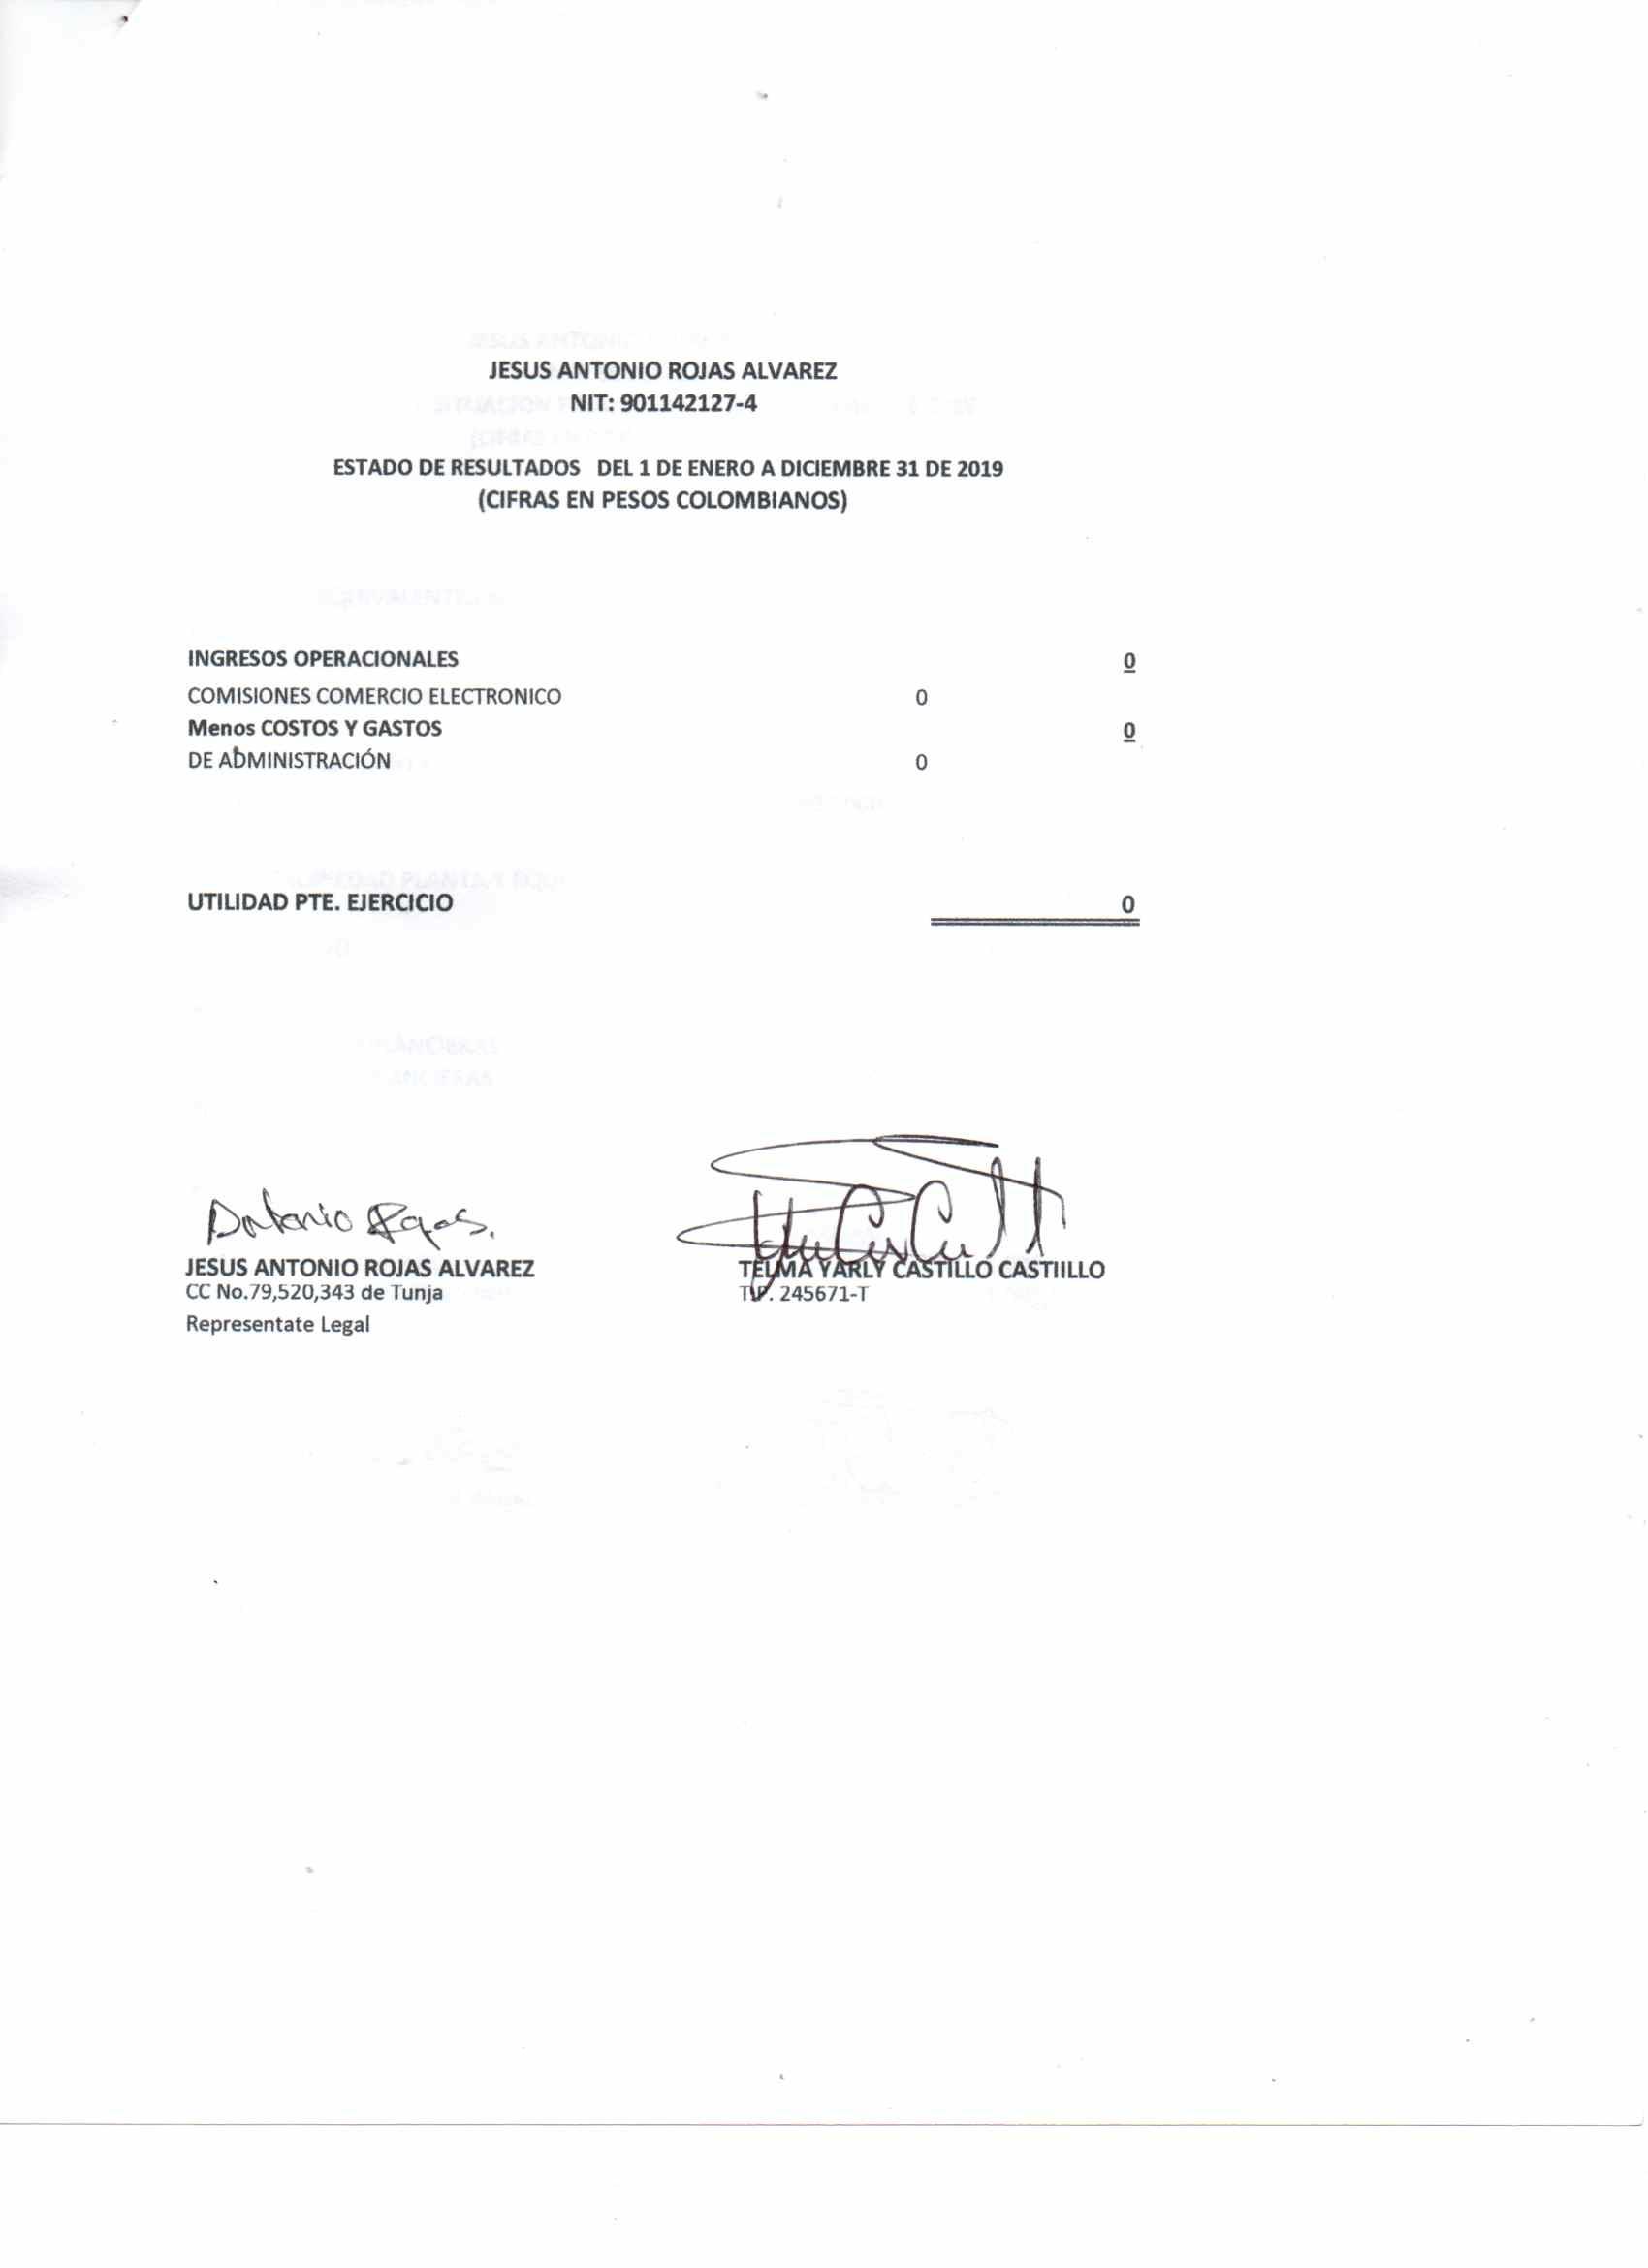 JESUS ANTONIO ROJAS ALVAREZ
NIT: 901142127-4
ESTADO DE RESULTADOS DEL 1 DE ENERO A DICIEMBRE 31 DE 2019
(CIFRAS EN PESOS COLOMBIANOS)
INGRESOS OPERACIONALES 0
COMISIONES COMERCIO ELECTRONICO 0
Menos COSTOS Y GASTOS 0
DE ADMINISTRACIÓN 0
UTILIDAD PTE. EJERCICIO 0
Antonio Rojas.
JESUS ANTONIO ROJAS ALVAREZ TELMA YARLY CASTILLO CASTIILLO
CC No.79,520,343 de Tunja T.P. 245671-T
Representate Legal